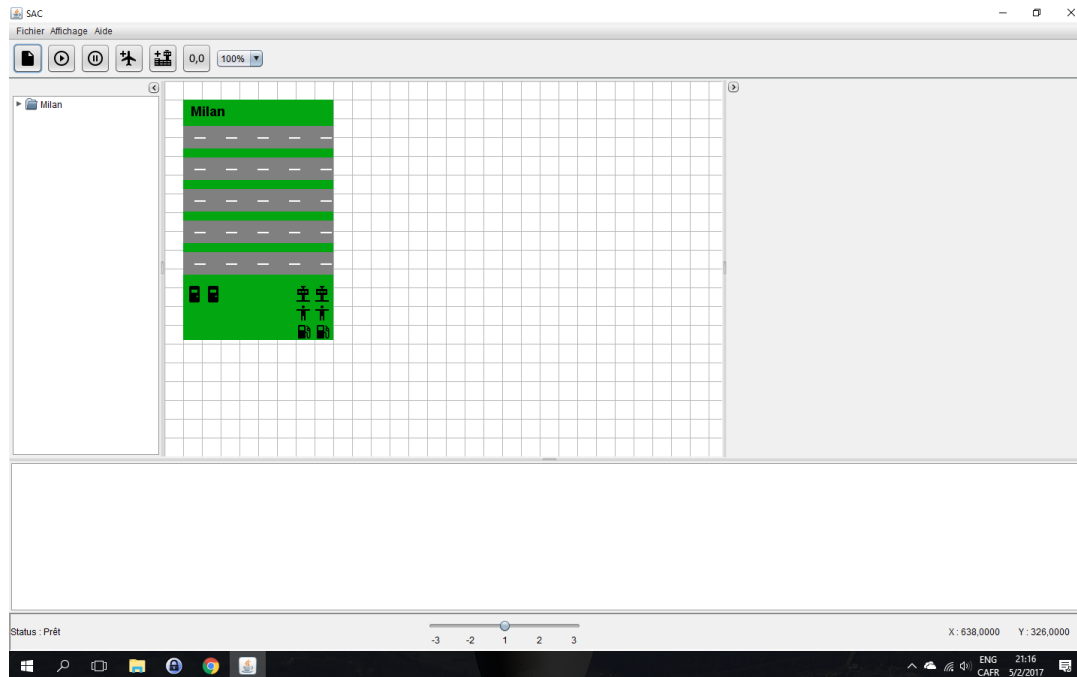 SAC
Fichier Affichage Aide
0,0 100%
Milan
Milan
Status : Prêt
-3 -2 1 2 3
X : 638,0000 Y : 326,0000
ENG 21:16
CAFR 5/2/2017